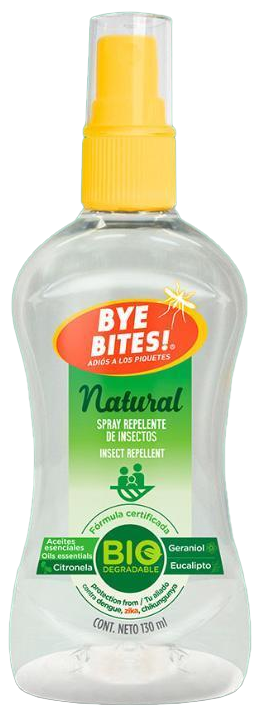 BYE
BITES!®
ADIÓS A LOS PIQUETES
Natural
SPRAY REPELENTE
DE INSECTOS
INSECT REPELLENT
Fórmula certificada
Aceites
esenciales
Oils essentials
Citronela
BIO
DEGRADABLE
Geraniol
Eucalipto
protection from / Tu aliado
contra dengue, zika, chikungunya
CONT. NETO 130 ml